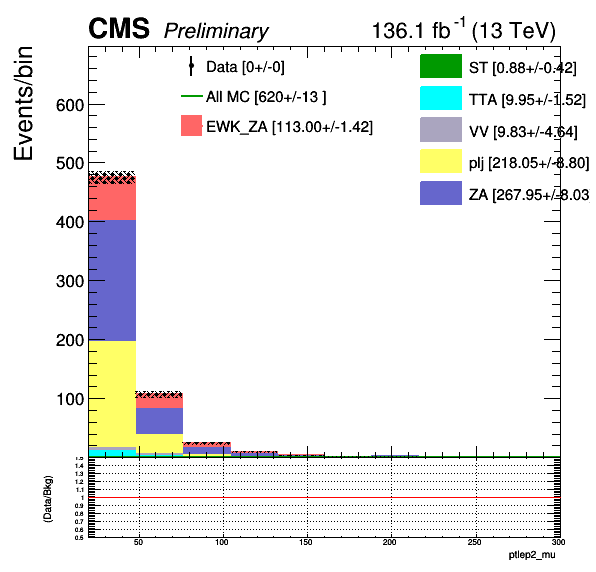 CMS Preliminary 136.1 fb⁻¹ (13 TeV)
Events/bin
Data [0+/-0]
All MC [620+/-13 ]
EWK_ZA [113.00+/-1.42]
ST [0.88+/-0.42]
TTA [9.95+/-1.52]
VV [9.83+/-4.64]
plj [218.05+/-8.80]
ZA [267.95+/-8.03
600
500
400
300
200
100
(Data/Bkg)
1.5
1.4
1.3
1.2
1.1
1
0.9
0.8
0.7
0.6
0.5
50 100 150 200 250 300
ptlep2_mu